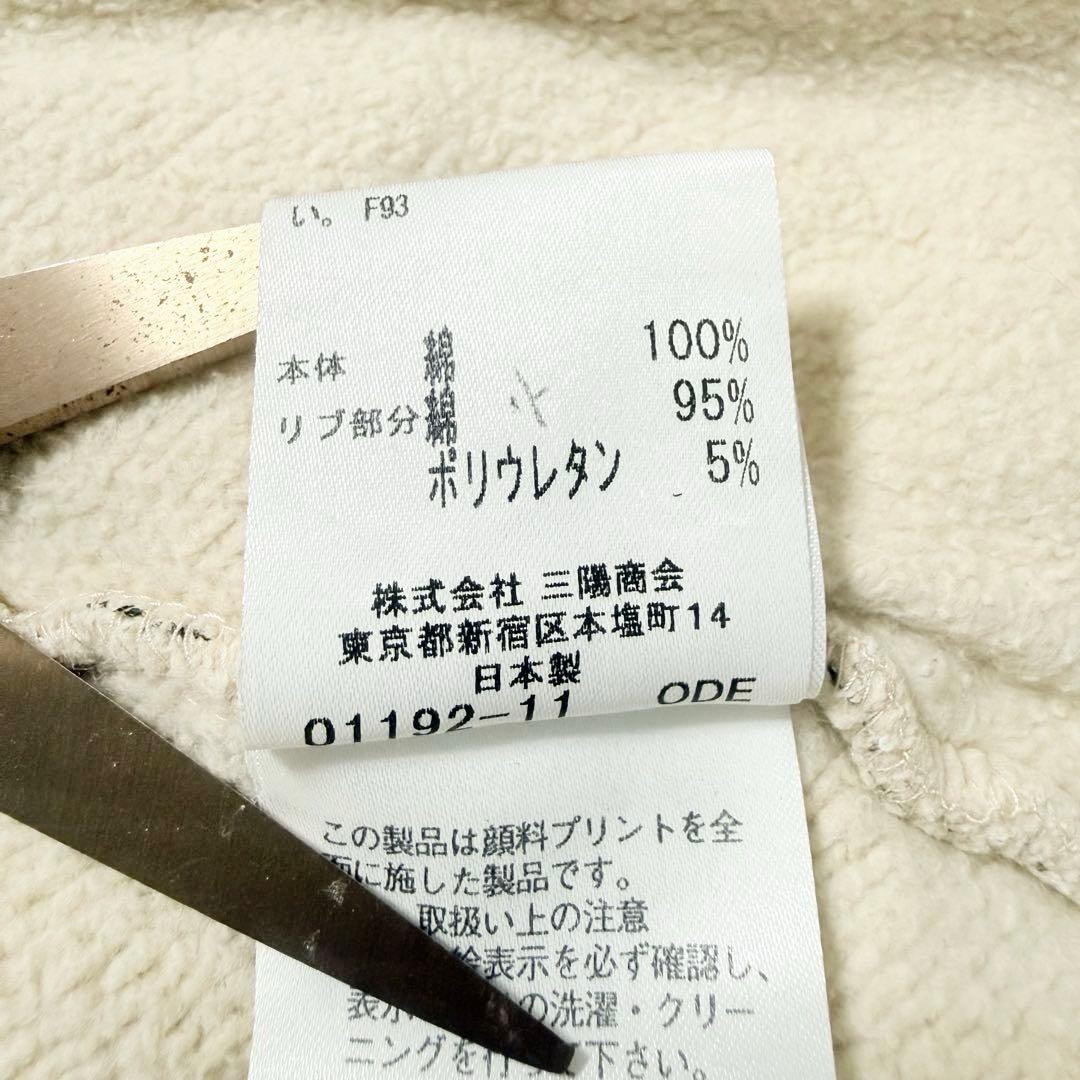 い。 F93
本体 綿 100%
リブ部分 綿 95%
ポリウレタン 5%
株式会社 三陽商会
東京都新宿区本塩町14
日本製
01192-11 ODE
この製品は顔料プリントを全
に施した製品です。
取扱い上の注意
表示を必ず確認し、
表 の洗濯・クリー
ニングを 下さい。